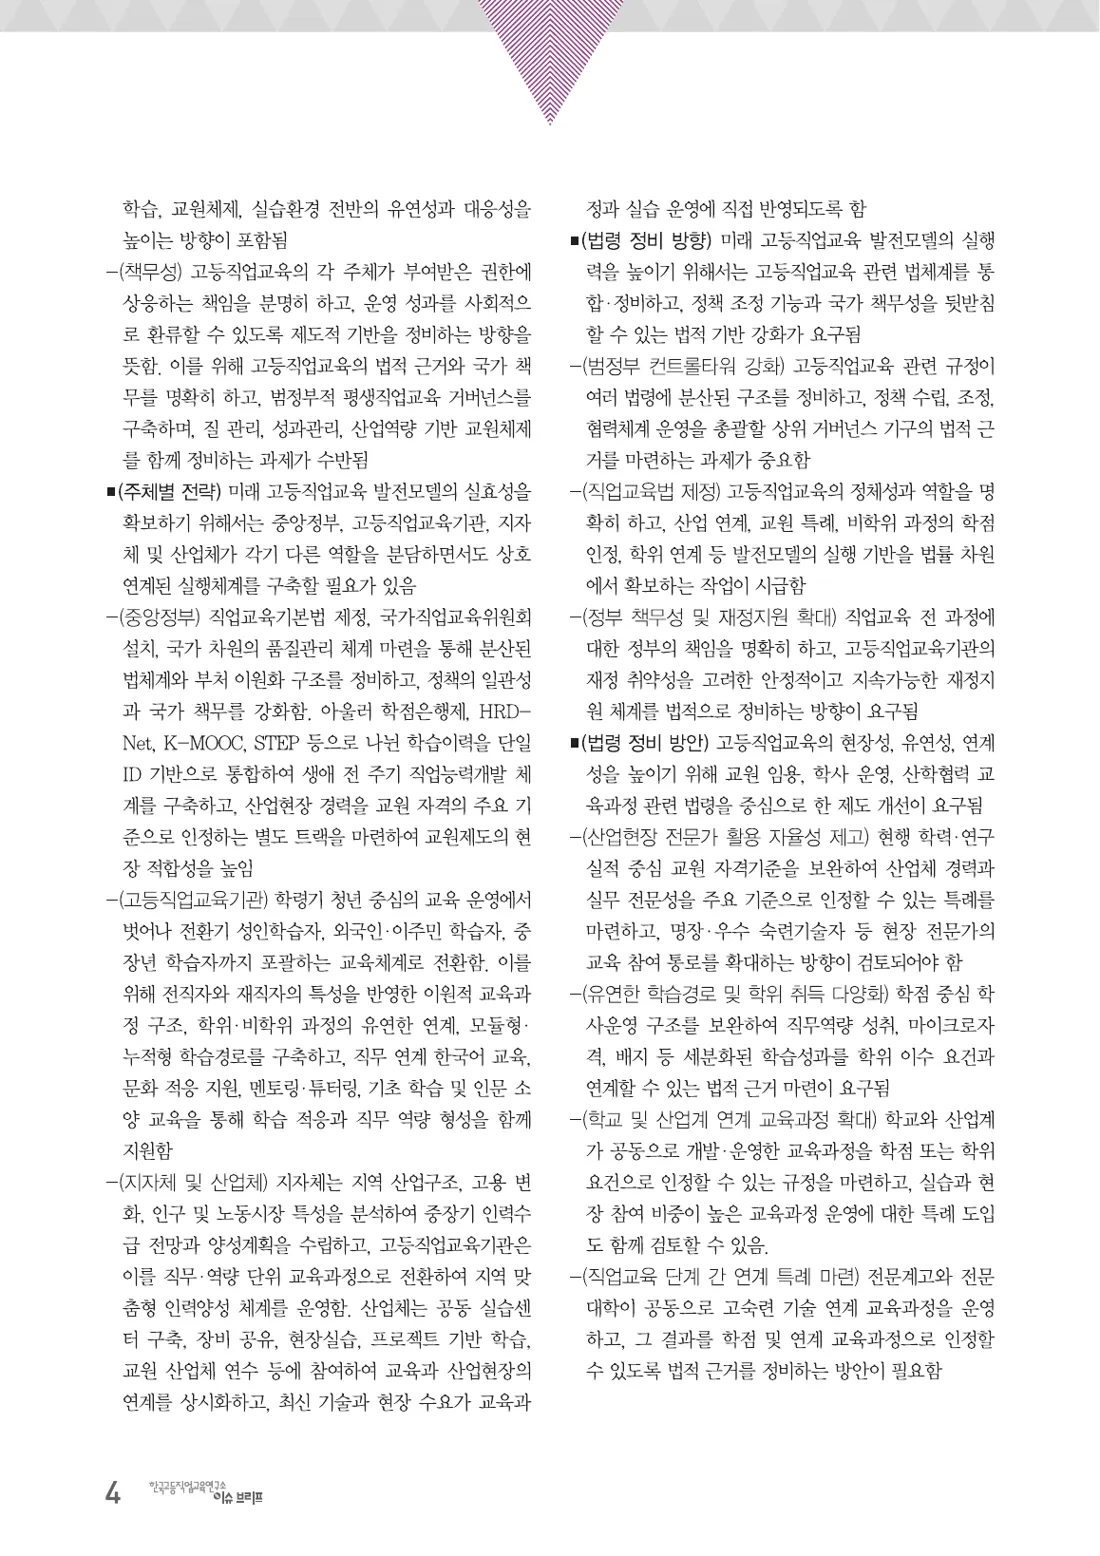 학습, 교원체제, 실습환경 전반의 유연성과 대응성을
높이는 방향이 포함됨
-(책무성) 고등직업교육의 각 주체가 부여받은 권한에
상응하는 책임을 분명히 하고, 운영 성과를 사회적으
로 환류할 수 있도록 제도적 기반을 정비하는 방향을
뜻함. 이를 위해 고등직업교육의 법적 근거와 국가 책
무를 명확히 하고, 범정부적 평생직업교육 거버넌스를
구축하며, 질 관리, 성과관리, 산업역량 기반 교원체제
를 함께 정비하는 과제가 수반됨
■(주체별 전략) 미래 고등직업교육 발전모델의 실효성을
확보하기 위해서는 중앙정부, 고등직업교육기관, 지자
체 및 산업체가 각기 다른 역할을 분담하면서도 상호
연계된 실행체계를 구축할 필요가 있음
-(중앙정부) 직업교육기본법 제정, 국가직업교육위원회
설치, 국가 차원의 품질관리 체계 마련을 통해 분산된
법체계와 부처 이원화 구조를 정비하고, 정책의 일관성
과 국가 책무를 강화함. 아울러 학점은행제, HRD-
Net, K-MOOC, STEP 등으로 나뉜 학습이력을 단일
ID 기반으로 통합하여 생애 전 주기 직업능력개발 체
계를 구축하고, 산업현장 경력을 교원 자격의 주요 기
준으로 인정하는 별도 트랙을 마련하여 교원제도의 현
장 적합성을 높임
-(고등직업교육기관) 학령기 청년 중심의 교육 운영에서
벗어나 전환기 성인학습자, 외국인·이주민 학습자, 중
장년 학습자까지 포괄하는 교육체계로 전환함. 이를
위해 전직자와 재직자의 특성을 반영한 이원적 교육과
정 구조, 학위·비학위 과정의 유연한 연계, 모듈형·
누적형 학습경로를 구축하고, 직무 연계 한국어 교육,
문화 적응 지원, 멘토링·튜터링, 기초 학습 및 인문 소
양 교육을 통해 학습 적응과 직무 역량 형성을 함께
지원함
-(지자체 및 산업체) 지자체는 지역 산업구조, 고용 변
화, 인구 및 노동시장 특성을 분석하여 중장기 인력수
급 전망과 양성계획을 수립하고, 고등직업교육기관은
이를 직무·역량 단위 교육과정으로 전환하여 지역 맞
춤형 인력양성 체계를 운영함. 산업체는 공동 실습센
터 구축, 장비 공유, 현장실습, 프로젝트 기반 학습,
교원 산업체 연수 등에 참여하여 교육과 산업현장의
연계를 상시화하고, 최신 기술과 현장 수요가 교육과
정과 실습 운영에 직접 반영되도록 함
■(법령 정비 방향) 미래 고등직업교육 발전모델의 실행
력을 높이기 위해서는 고등직업교육 관련 법체계를 통
합·정비하고, 정책 조정 기능과 국가 책무성을 뒷받침
할 수 있는 법적 기반 강화가 요구됨
-(범정부 컨트롤타워 강화) 고등직업교육 관련 규정이
여러 법령에 분산된 구조를 정비하고, 정책 수립, 조정,
협력체계 운영을 총괄할 상위 거버넌스 기구의 법적 근
거를 마련하는 과제가 중요함
-(직업교육법 제정) 고등직업교육의 정체성과 역할을 명
확히 하고, 산업 연계, 교원 특례, 비학위 과정의 학점
인정, 학위 연계 등 발전모델의 실행 기반을 법률 차원
에서 확보하는 작업이 시급함
-(정부 책무성 및 재정지원 확대) 직업교육 전 과정에
대한 정부의 책임을 명확히 하고, 고등직업교육기관의
재정 취약성을 고려한 안정적이고 지속가능한 재정지
원 체계를 법적으로 정비하는 방향이 요구됨
■(법령 정비 방안) 고등직업교육의 현장성, 유연성, 연계
성을 높이기 위해 교원 임용, 학사 운영, 산학협력 교
육과정 관련 법령을 중심으로 한 제도 개선이 요구됨
-(산업현장 전문가 활용 자율성 제고) 현행 학력·연구
실적 중심 교원 자격기준을 보완하여 산업체 경력과
실무 전문성을 주요 기준으로 인정할 수 있는 특례를
마련하고, 명장·우수 숙련기술자 등 현장 전문가의
교육 참여 통로를 확대하는 방향이 검토되어야 함
-(유연한 학습경로 및 학위 취득 다양화) 학점 중심 학
사운영 구조를 보완하여 직무역량 성취, 마이크로자
격, 배지 등 세분화된 학습성과를 학위 이수 요건과
연계할 수 있는 법적 근거 마련이 요구됨
-(학교 및 산업계 연계 교육과정 확대) 학교와 산업계
가 공동으로 개발·운영한 교육과정을 학점 또는 학위
요건으로 인정할 수 있는 규정을 마련하고, 실습과 현
장 참여 비중이 높은 교육과정 운영에 대한 특례 도입
도 함께 검토할 수 있음.
-(직업교육 단계 간 연계 특례 마련) 전문계고와 전문
대학이 공동으로 고숙련 기술 연계 교육과정을 운영
하고, 그 결과를 학점 및 연계 교육과정으로 인정할
수 있도록 법적 근거를 정비하는 방안이 필요함
4 한국고등직업교육연구소
이슈 브리프